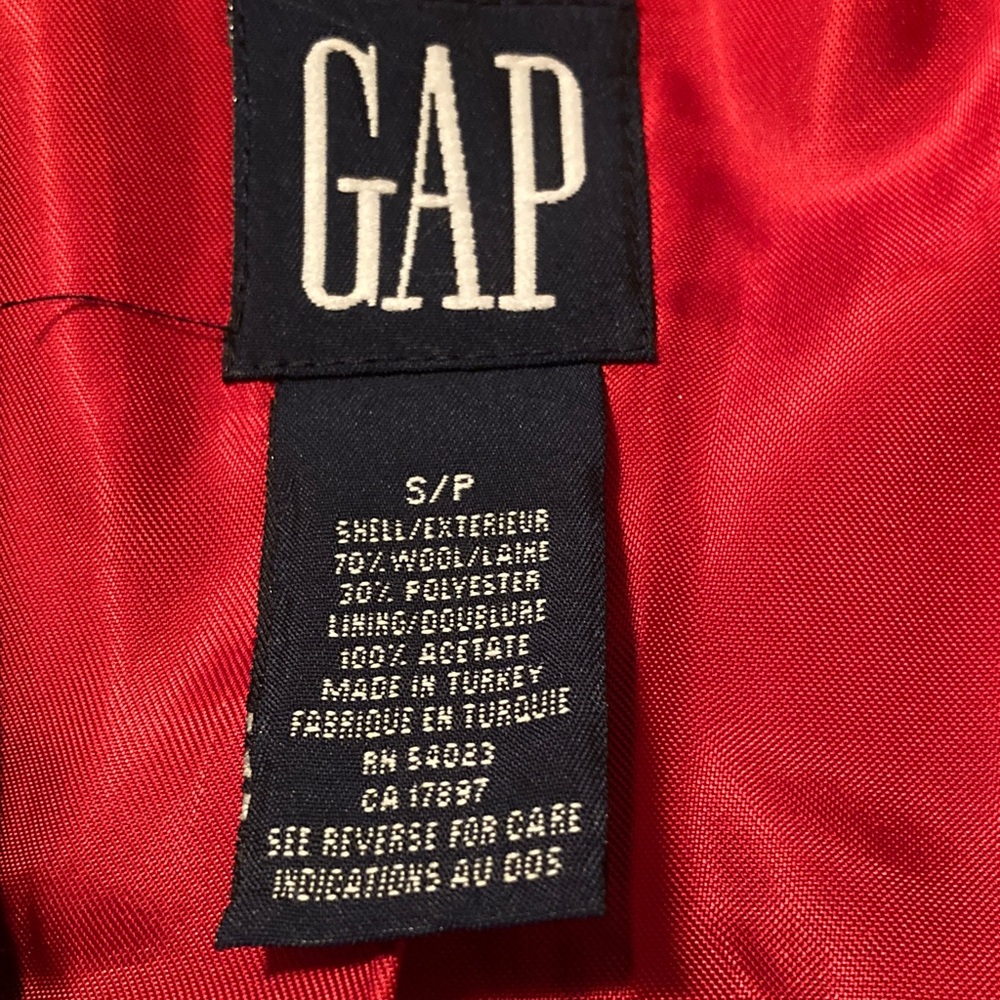 GAP
S/P
SHELL/EXTERIEUR
70% WOOL/LAINE
30% POLYESTER
LINING/DOUBLURE
100% ACETATE
MADE IN TURKEY
FABRIQUE EN TURQUIE
RN 54023
CA 17897
SEE REVERSE FOR CARE
INDICATIONS AU DOS